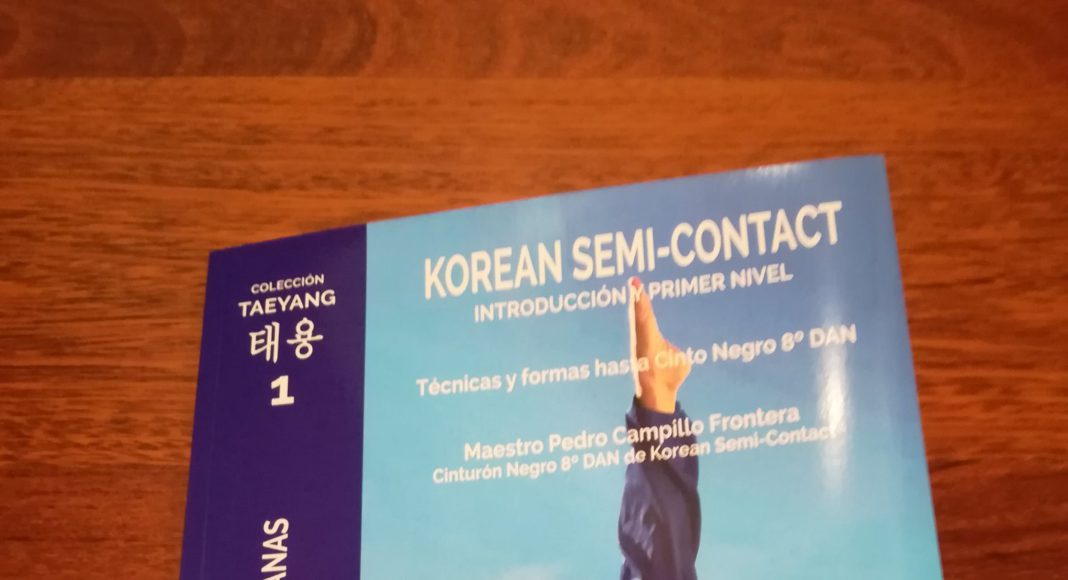 COLECCIÓN
TAEYANG
태용
1
KOREAN SEMI-CONTACT
INTRODUCCIÓN Y PRIMER NIVEL
Técnicas y formas hasta Cinto Negro 8º DAN
Maestro Pedro Campillo Frontera
Cinturón Negro 8º DAN de Korean Semi-Contact